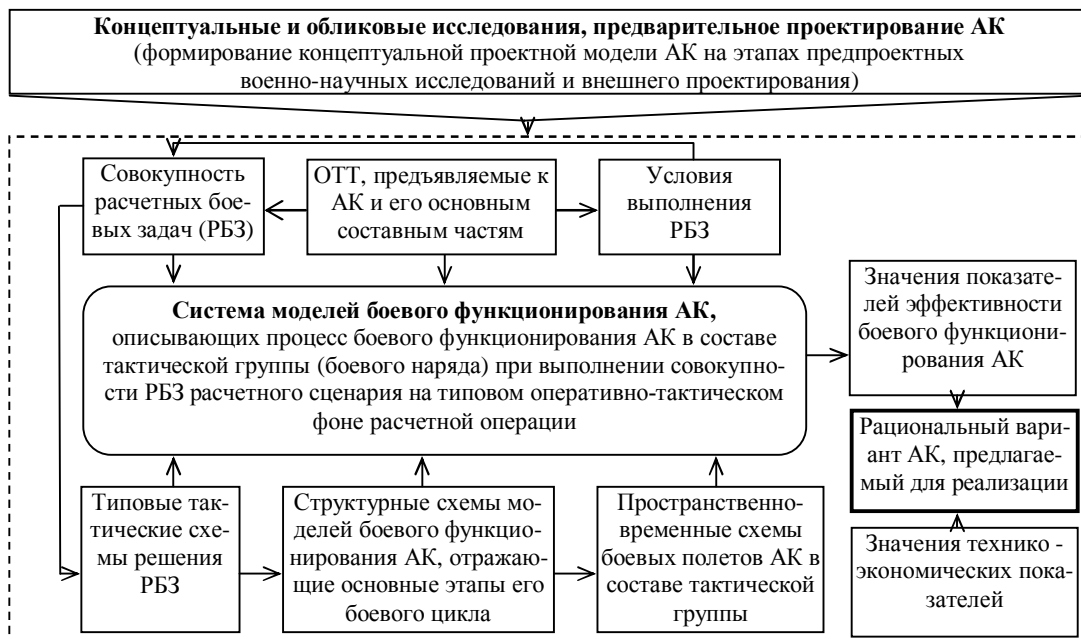 Концептуальные и обликовые исследования, предварительное проектирование АК
(формирование концептуальной проектной модели АК на этапах предпроектных
военно-научных исследований и внешнего проектирования)
Совокупность
расчетных бое-
вых задач (РБЗ)
ОТТ, предъявляемые к
АК и его основным
составным частям
Условия
выполнения
РБЗ
Система моделей боевого функционирования АК,
описывающих процесс боевого функционирования АК в составе
тактической группы (боевого наряда) при выполнении совокупно-
сти РБЗ расчетного сценария на типовом оперативно-тактическом
фоне расчетной операции
Значения показате-
лей эффективности
боевого функциони-
рования АК
Рациональный вари-
ант АК, предлагае-
мый для реализации
Значения технико -
экономических пока-
зателей
Типовые так-
тические схе-
мы решения
РБЗ
Структурные схемы мо-
делей боевого функцио-
нирования АК, отражаю-
щие основные этапы его
боевого цикла
Пространственно-
временные схемы
боевых полетов АК в
составе тактической
группы